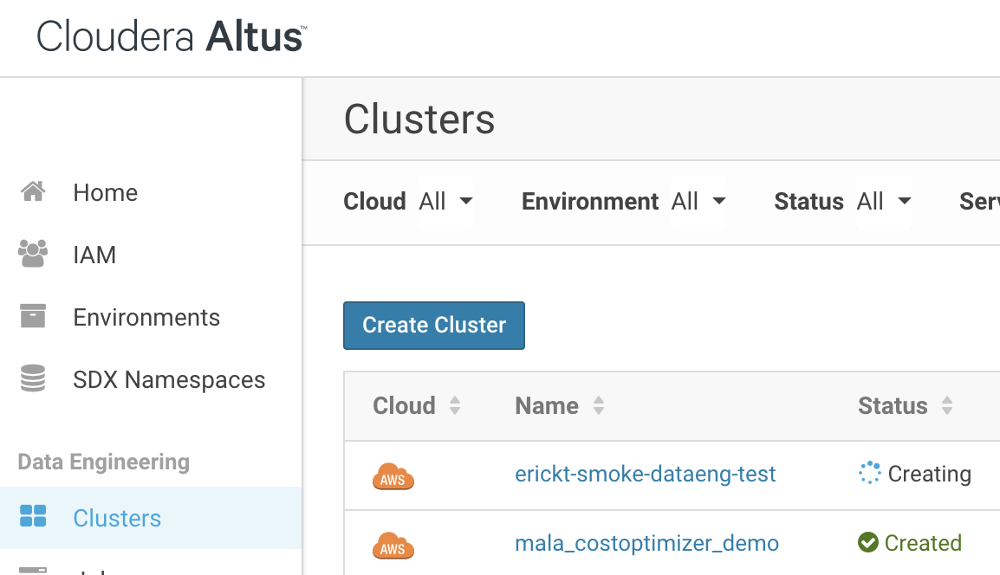 Cloudera Altus™
Clusters
Home
IAM
Environments
SDX Namespaces
Data Engineering
Clusters
Cloud All Environment All Status All
Create Cluster
Cloud Name Status
AWS erickt-smoke-dataeng-test Creating
AWS mala_costoptimizer_demo Created